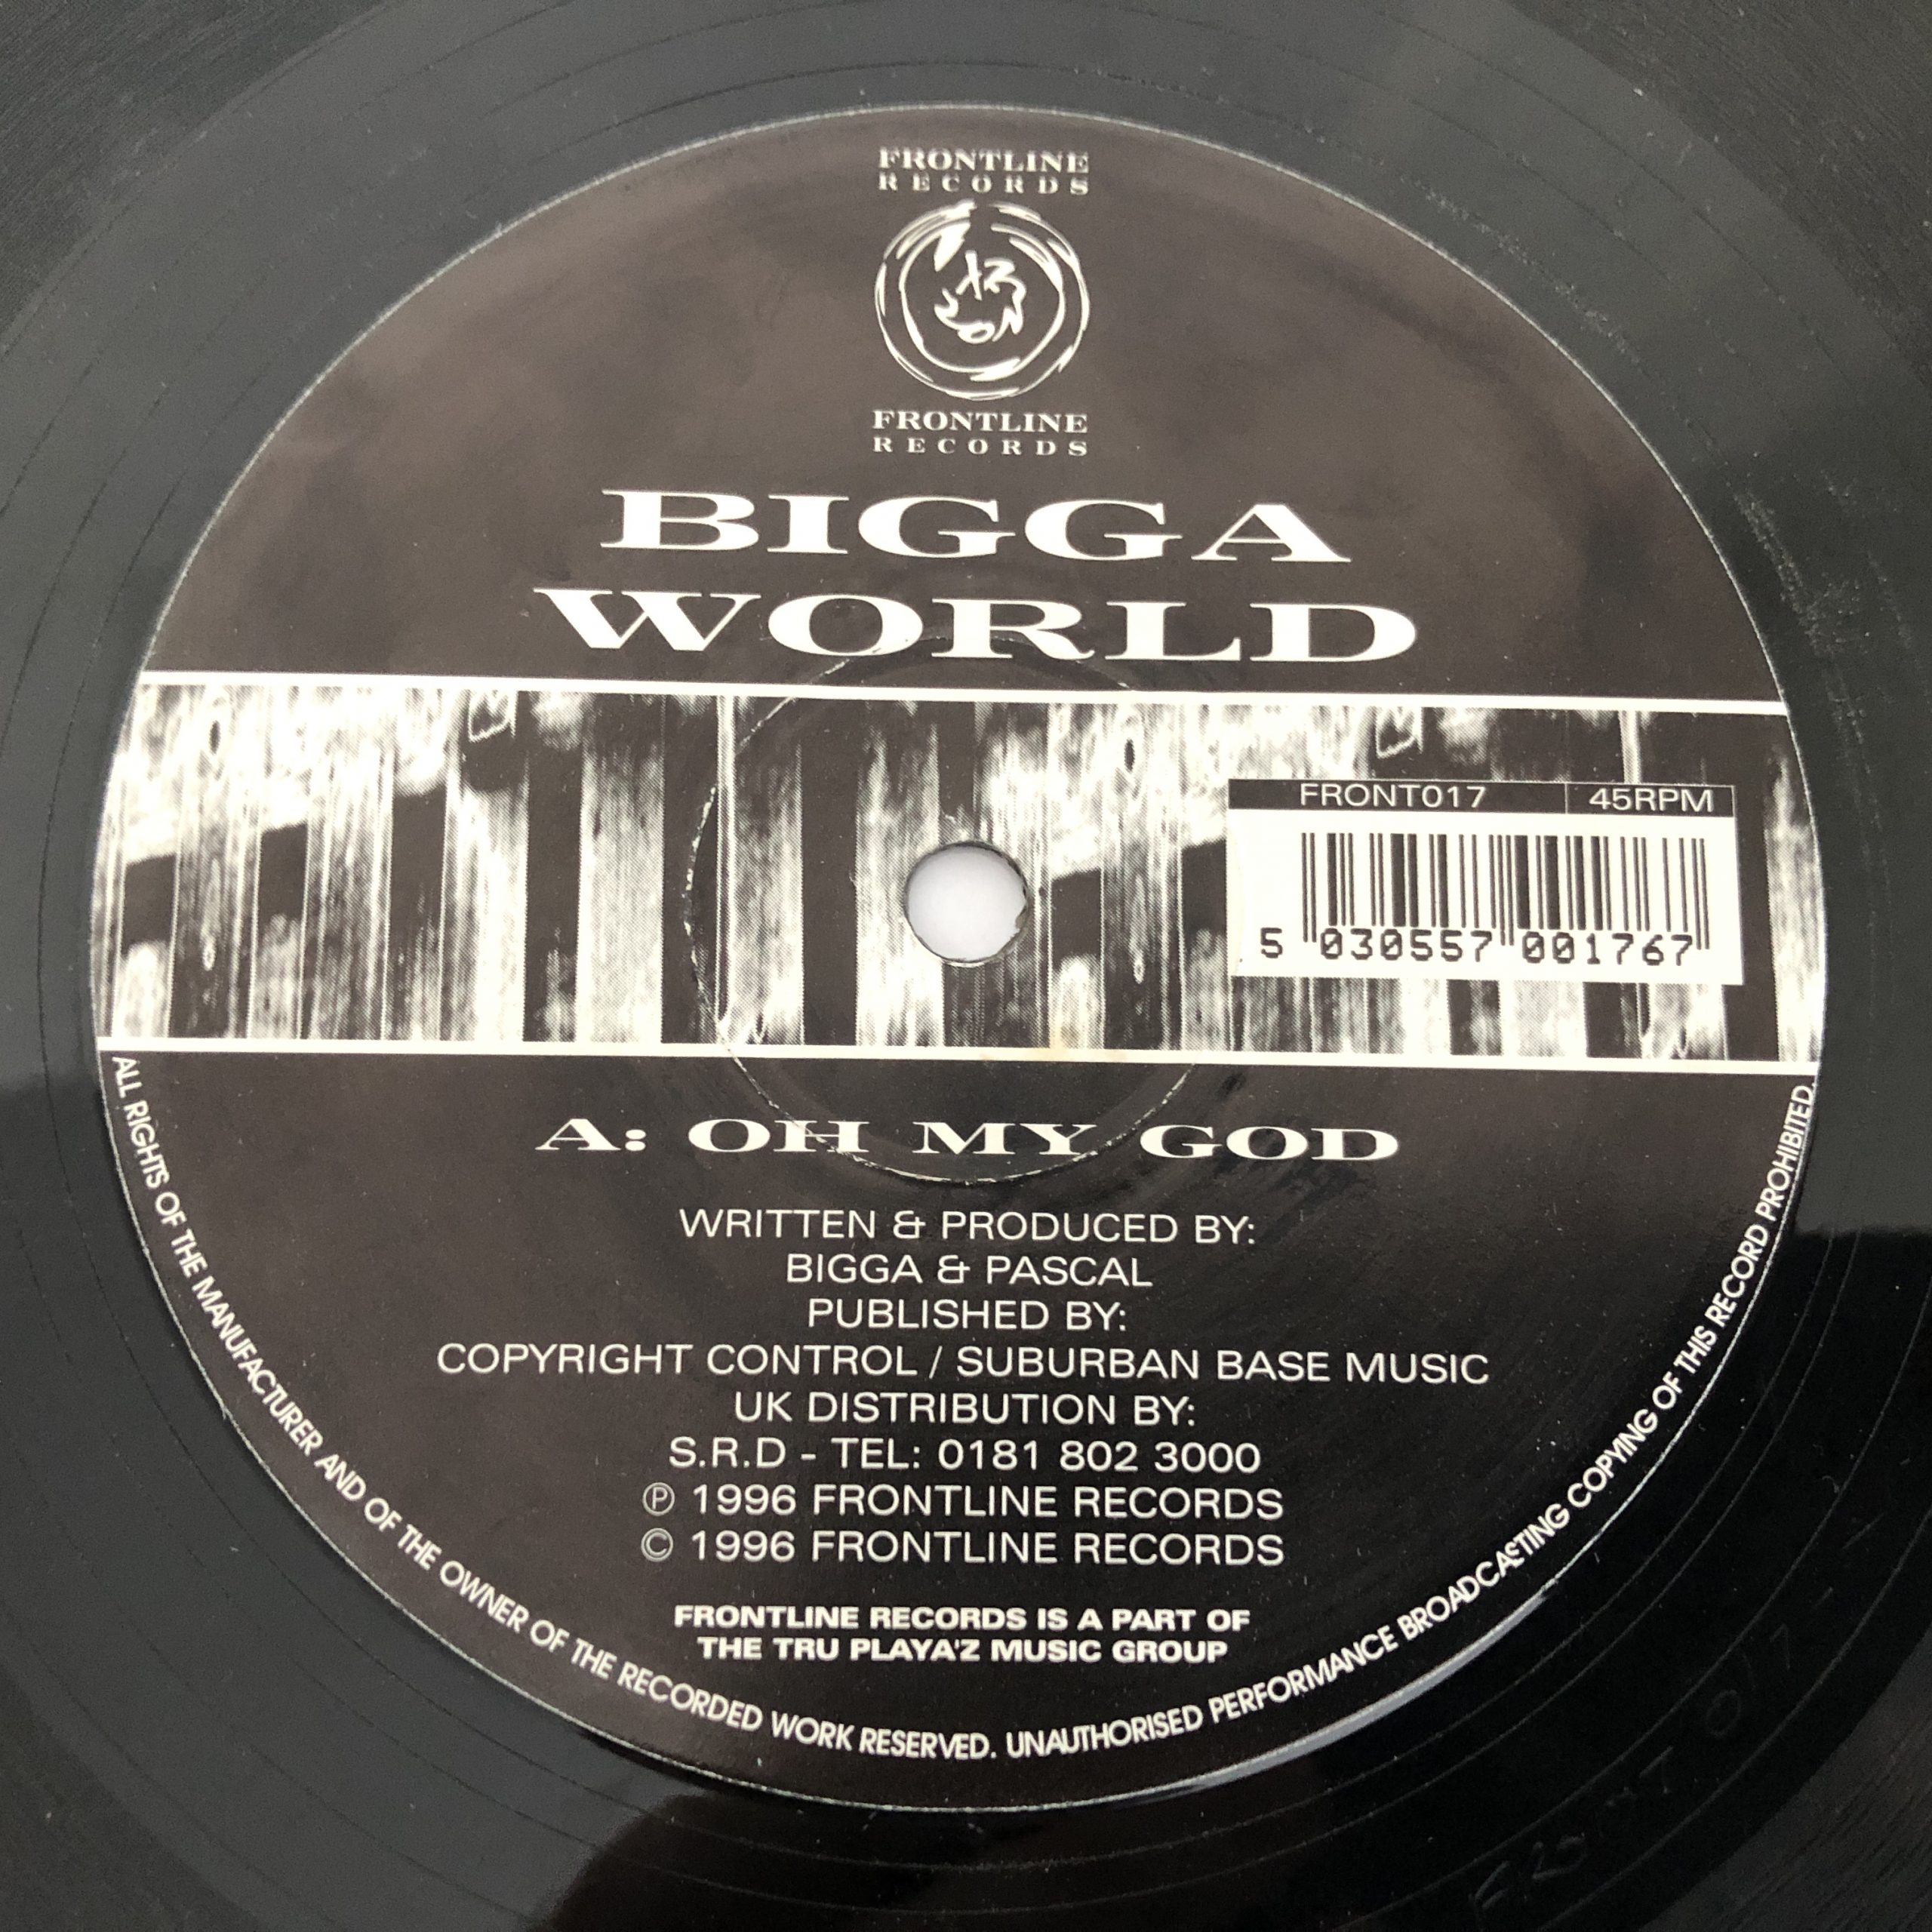 FRONTLINE
RECORDS
FRONTLINE
RECORDS
BIGGA
WORLD
FRONT017 45RPM
5 030557 001767
A: OH MY GOD
WRITTEN & PRODUCED BY:
BIGGA & PASCAL
PUBLISHED BY:
COPYRIGHT CONTROL / SUBURBAN BASE MUSIC
UK DISTRIBUTION BY:
S.R.D - TEL: 0181 802 3000
℗ 1996 FRONTLINE RECORDS
© 1996 FRONTLINE RECORDS
FRONTLINE RECORDS IS A PART OF
THE TRU PLAYA'Z MUSIC GROUP
ALL RIGHTS OF THE MANUFACTURER AND OF THE OWNER OF THE RECORDED WORK RESERVED. UNAUTHORISED PERFORMANCE BROADCASTING COPYING OF THIS RECORD PROHIBITED.
FRONT 017